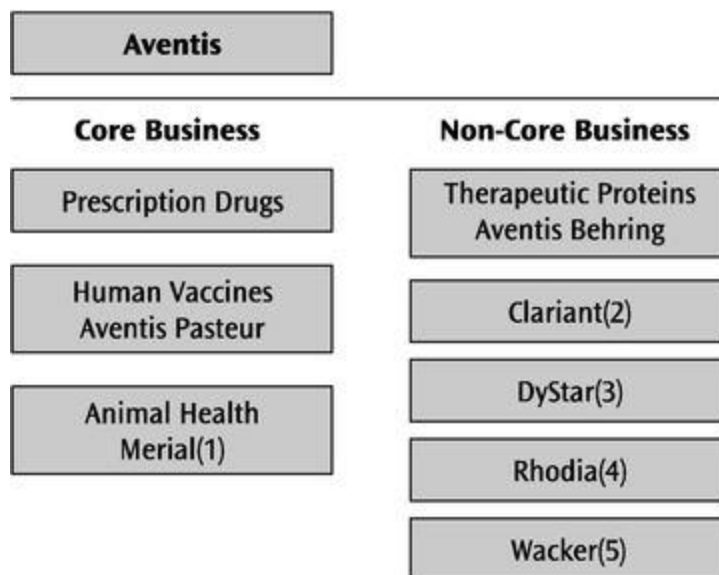 Aventis
Core Business
Prescription Drugs
Human Vaccines
Aventis Pasteur
Animal Health
Merial(1)
Non-Core Business
Therapeutic Proteins
Aventis Behring
Clariant(2)
DyStar(3)
Rhodia(4)
Wacker(5)